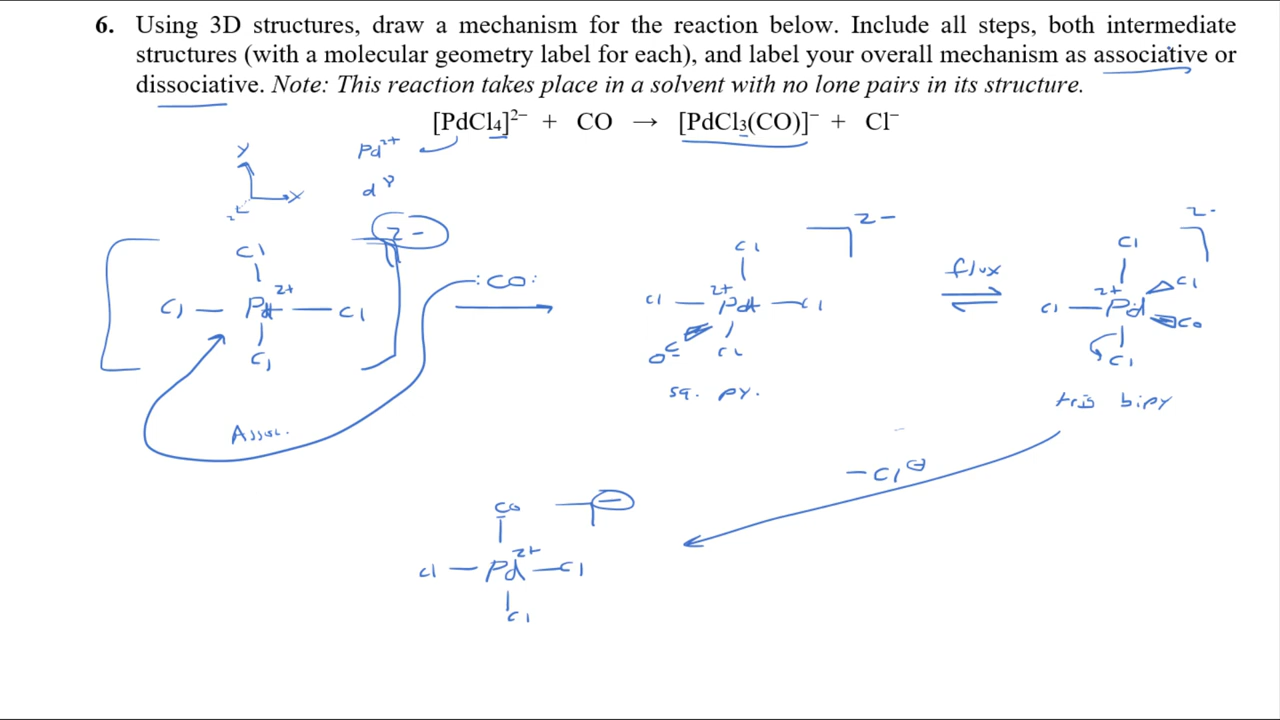 6. Using 3D structures, draw a mechanism for the reaction below. Include all steps, both intermediate
structures (with a molecular geometry label for each), and label your overall mechanism as associative or
dissociative. Note: This reaction takes place in a solvent with no lone pairs in its structure.
[PdCl₄]²⁻ + CO → [PdCl₃(CO)]⁻ + Cl⁻
Y
X
z
Pd²⁺
d⁸
2-
Cl
Cl — Pd²⁺ — Cl
Cl
Assoc.
:CO:
2-
Cl
Cl — Pd²⁺ — Cl
OC Cl
sq. py.
flux
2-
Cl
Cl — Pd²⁺ Cl
CO
Cl
trig bipy
-Cl⊖
CO
−
Cl — Pd²⁺ — Cl
Cl